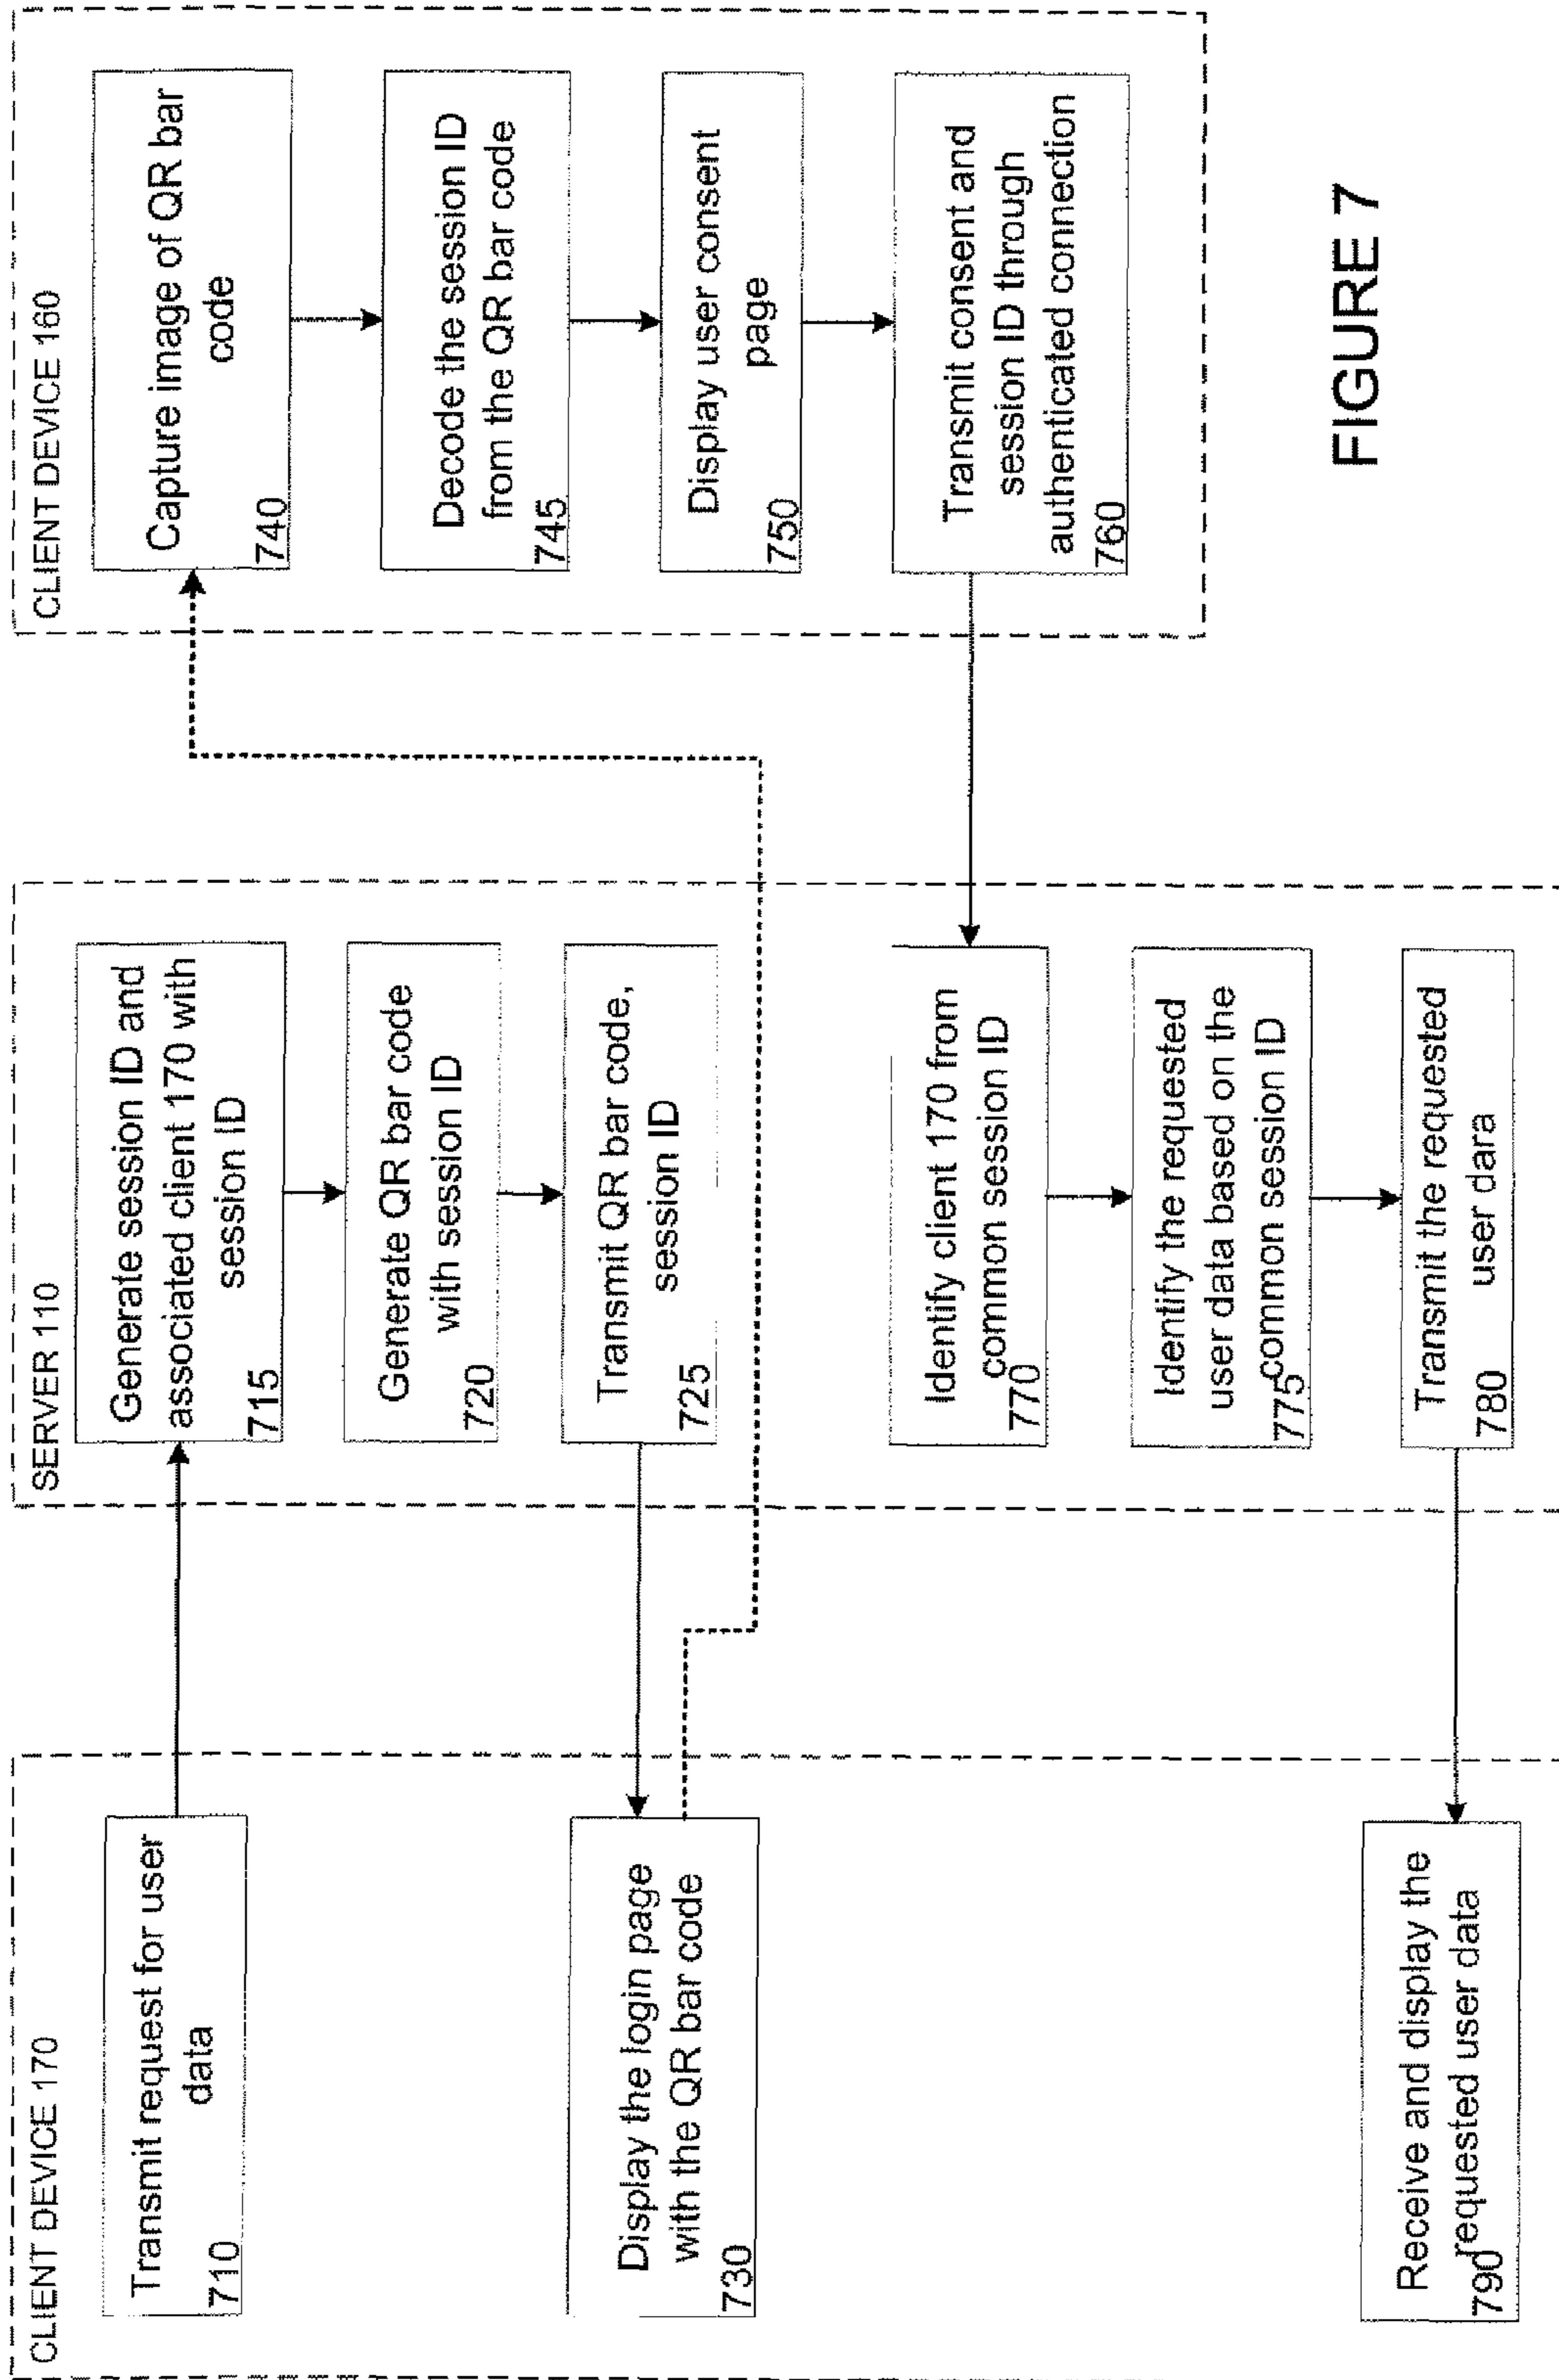 CLIENT DEVICE 170
Transmit request for user
data
710
Display the login page
with the QR bar code
730
Receive and display the
requested user data
790
SERVER 110
Generate session ID and
associated client 170 with
session ID
715
Generate QR bar code
with session ID
720
Transmit QR bar code,
session ID
725
Identify client 170 from
common session ID
770
Identify the requested
user data based on the
common session ID
775
Transmit the requested
user dara
780
CLIENT DEVICE 160
Capture image of QR bar
code
740
Decode the session ID
from the QR bar code
745
Display user consent
page
750
Transmit consent and
session ID through
authenticated connection
760
FIGURE 7